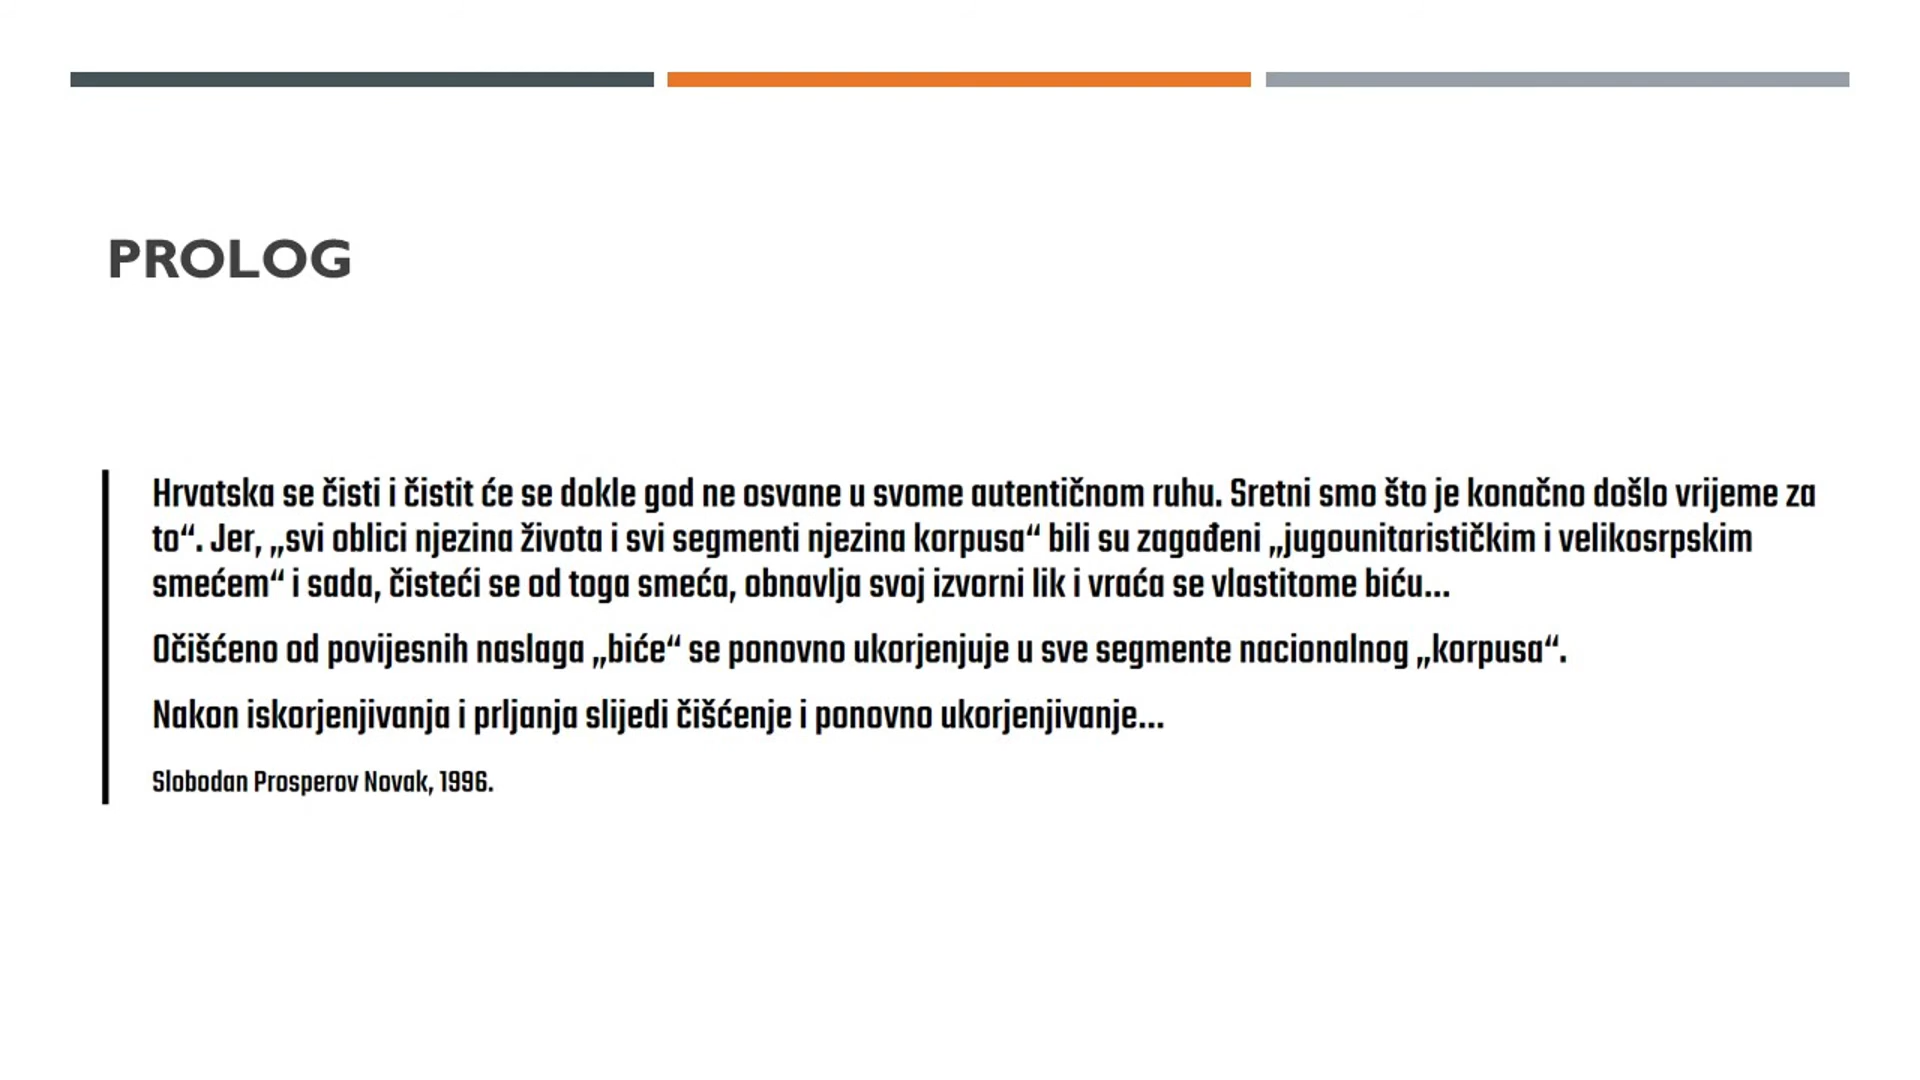 PROLOG
Hrvatska se čisti i čistit će se dokle god ne osvane u svome autentičnom ruhu. Sretni smo što je konačno došlo vrijeme za
to“. Jer, „svi oblici njezina života i svi segmenti njezina korpusa“ bili su zagađeni „jugounitarističkim i velikosrpskim
smećem“ i sada, čisteći se od toga smeća, obnavlja svoj izvorni lik i vraća se vlastitome biću...
Očišćeno od povijesnih naslaga „biće“ se ponovno ukorjenjuje u sve segmente nacionalnog „korpusa“.
Nakon iskorjenjivanja i prljanja slijedi čišćenje i ponovno ukorjenjivanje...
Slobodan Prosperov Novak, 1996.